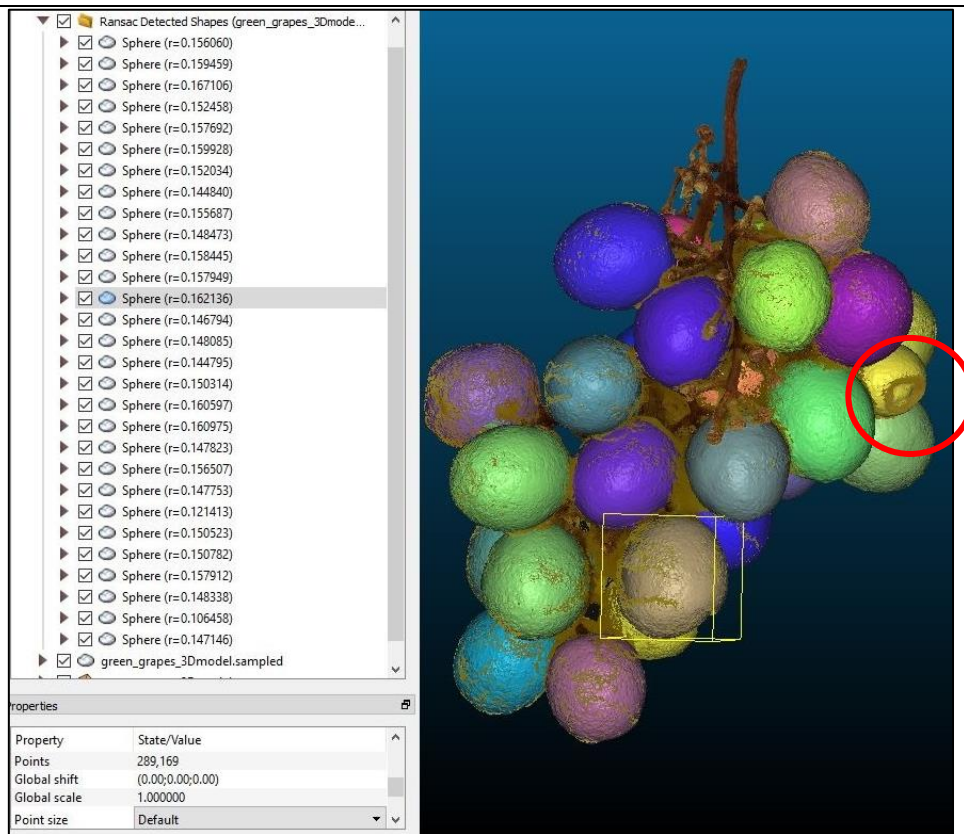 Ransac Detected Shapes (green_grapes_3Dmode...
Sphere (r=0.156060)
Sphere (r=0.159459)
Sphere (r=0.167106)
Sphere (r=0.152458)
Sphere (r=0.157692)
Sphere (r=0.159928)
Sphere (r=0.152034)
Sphere (r=0.144840)
Sphere (r=0.155687)
Sphere (r=0.148473)
Sphere (r=0.158445)
Sphere (r=0.157949)
Sphere (r=0.162136)
Sphere (r=0.146794)
Sphere (r=0.148085)
Sphere (r=0.144795)
Sphere (r=0.150314)
Sphere (r=0.160597)
Sphere (r=0.160975)
Sphere (r=0.147823)
Sphere (r=0.156507)
Sphere (r=0.147753)
Sphere (r=0.121413)
Sphere (r=0.150523)
Sphere (r=0.150782)
Sphere (r=0.157912)
Sphere (r=0.148338)
Sphere (r=0.106458)
Sphere (r=0.147146)
green_grapes_3Dmodel.sampled
roperties
Property State/Value
Points 289,169
Global shift (0.00;0.00;0.00)
Global scale 1.000000
Point size Default